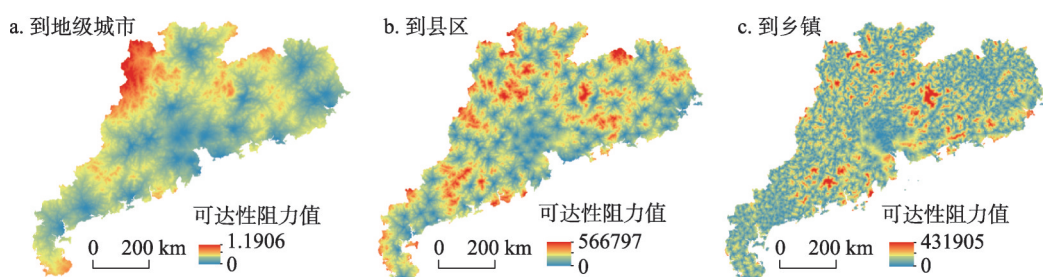 a. 到地级城市
可达性阻力值
0 200 km
1.1906
0
b. 到县区
可达性阻力值
0 200 km
566797
0
c. 到乡镇
可达性阻力值
0 200 km
431905
0